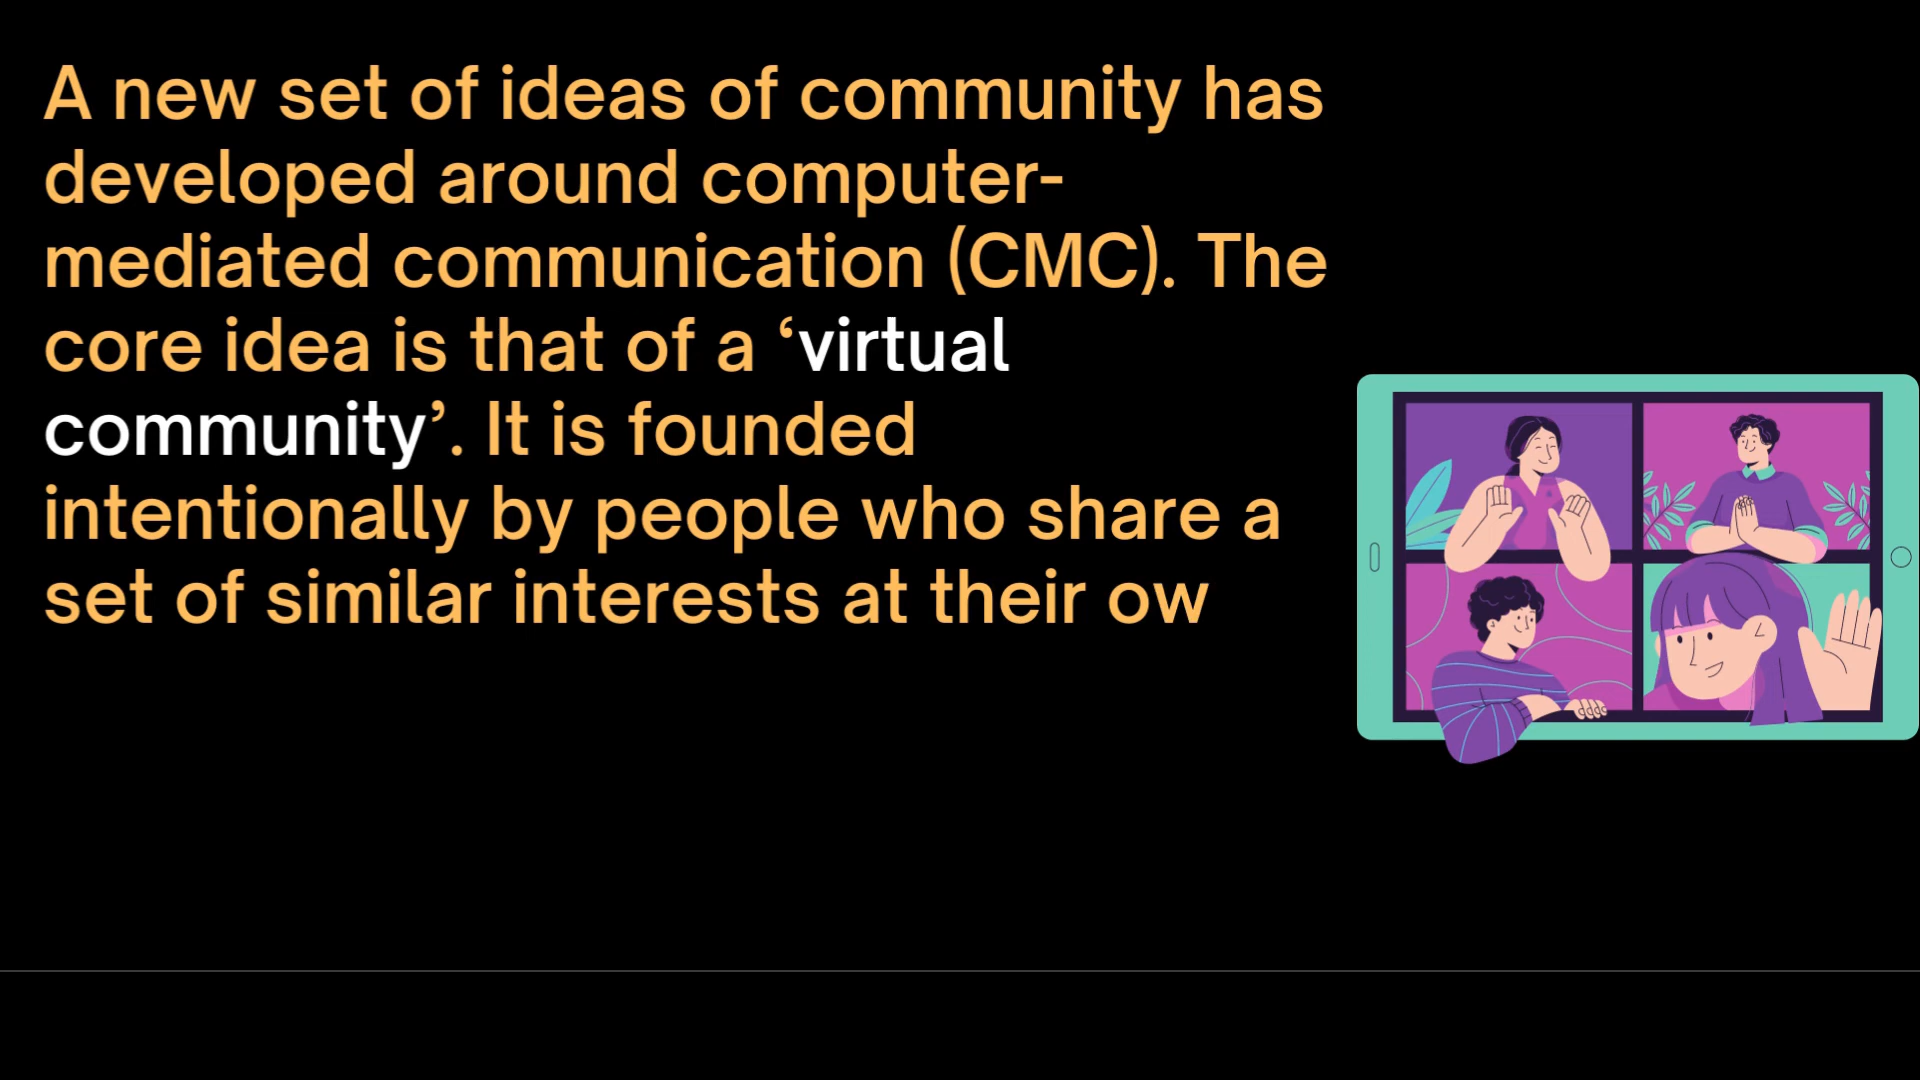 A new set of ideas of community has
developed around computer-
mediated communication (CMC). The
core idea is that of a ‘virtual
community’. It is founded
intentionally by people who share a
set of similar interests at their ow